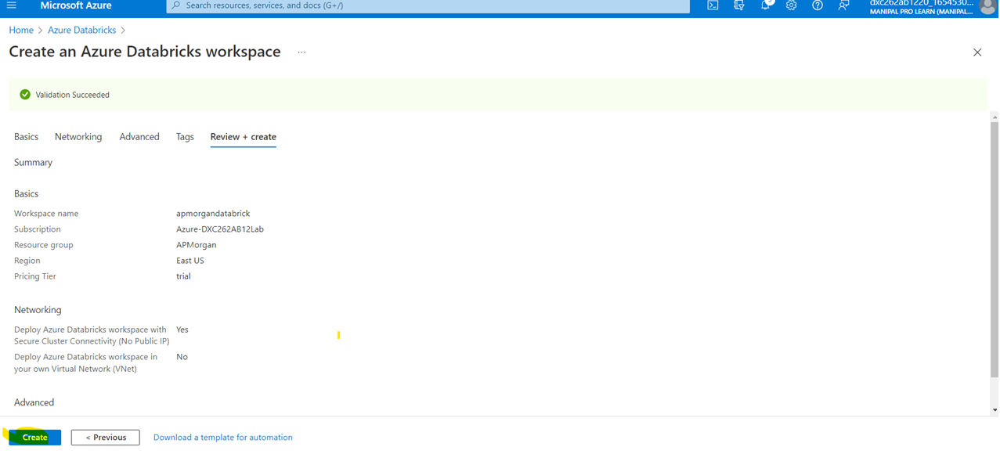 Microsoft Azure
Search resources, services, and docs (G+/)
dxc262ab1220_1654530...
MANIPAL PRO LEARN (MANIPAL...
Home > Azure Databricks >
Create an Azure Databricks workspace ...
Validation Succeeded
Basics Networking Advanced Tags Review + create
Summary
Basics
Workspace name apmorgandatabrick
Subscription Azure-DXC262AB12Lab
Resource group APMorgan
Region East US
Pricing Tier trial
Networking
Deploy Azure Databricks workspace with Yes
Secure Cluster Connectivity (No Public IP)
Deploy Azure Databricks workspace in No
your own Virtual Network (VNet)
Advanced
Create < Previous Download a template for automation